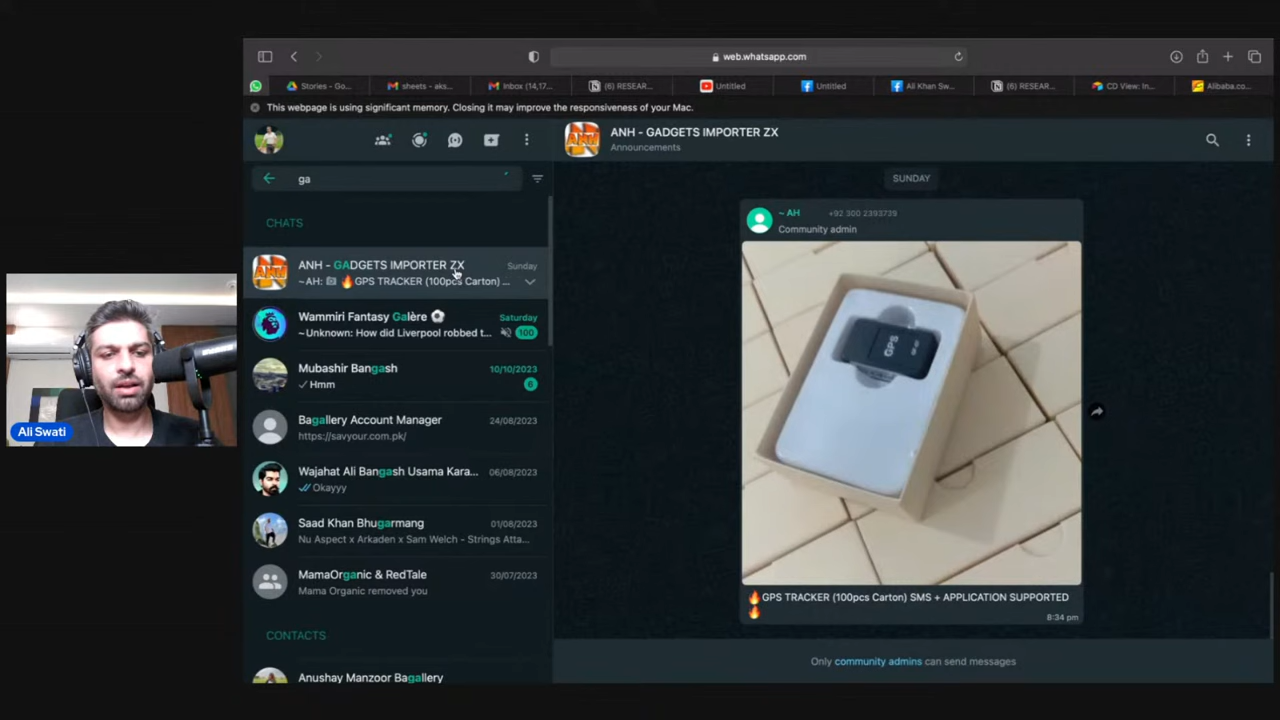 web.whatsapp.com
Stories - Go...
sheets - aks...
Inbox (14,17...
(6) RESEAR...
Untitled
Untitled
Ali Khan Sw...
(6) RESEAR...
CD View: In...
Alibaba.co...
This webpage is using significant memory. Closing it may improve the responsiveness of your Mac.
ga
CHATS
ANH - GADGETS IMPORTER ZX
Sunday
~AH: 🔥GPS TRACKER (100pcs Carton) ...
Wammiri Fantasy Galère ⚽
Saturday
~Unknown: How did Liverpool robbed t...
100
Mubashir Bangash
10/10/2023
Hmm
6
Bagallery Account Manager
24/08/2023
https://savyour.com.pk/
Wajahat Ali Bangash Usama Kara...
06/08/2023
Okayyy
Saad Khan Bhugarmang
01/08/2023
Nu Aspect x Arkaden x Sam Welch - Strings Atta...
MamaOrganic & RedTale
30/07/2023
Mama Organic removed you
CONTACTS
Anushay Manzoor Bagallery
ANH - GADGETS IMPORTER ZX
Announcements
SUNDAY
~ AH +92 300 2393739
Community admin
GPS
🔥GPS TRACKER (100pcs Carton) SMS + APPLICATION SUPPORTED
🔥
8:34 pm
Only community admins can send messages
Ali Swati